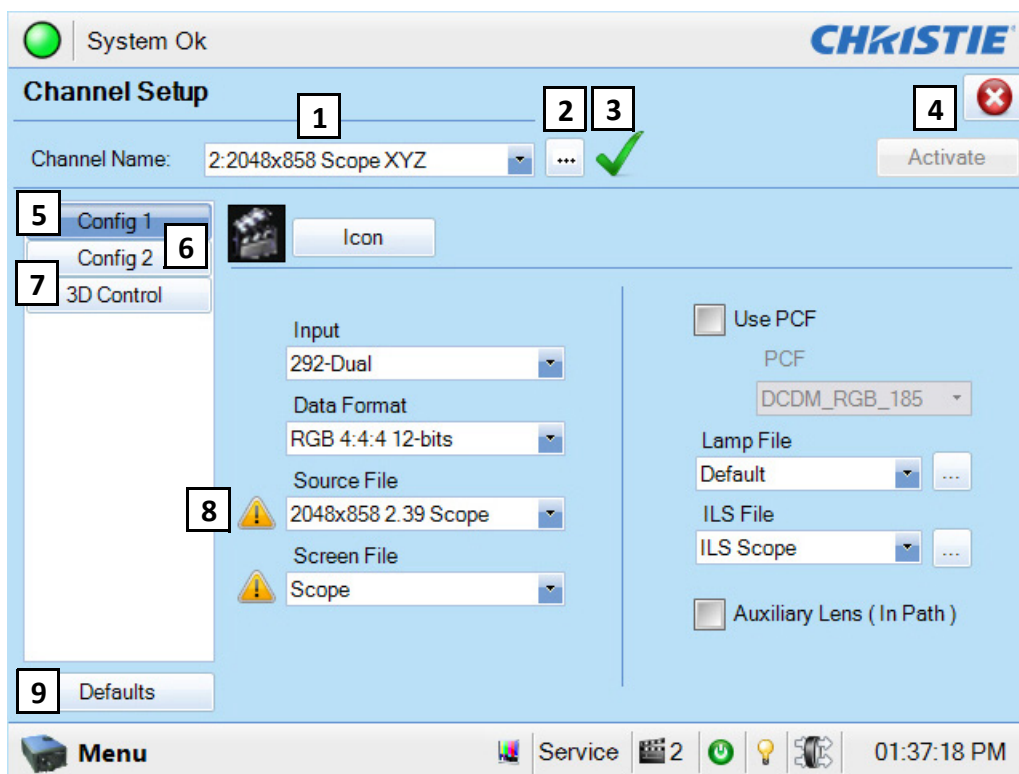 System Ok
CHRISTIE
Channel Setup
1
2
3
4
Channel Name:
2:2048x858 Scope XYZ
...
Activate
5
Config 1
6
Config 2
7
3D Control
Icon
Input
292-Dual
Data Format
RGB 4:4:4 12-bits
Source File
8
2048x858 2.39 Scope
Screen File
Scope
Use PCF
PCF
DCDM_RGB_185
Lamp File
Default
...
ILS File
ILS Scope
...
Auxiliary Lens ( In Path )
9
Defaults
Menu
Service
2
01:37:18 PM